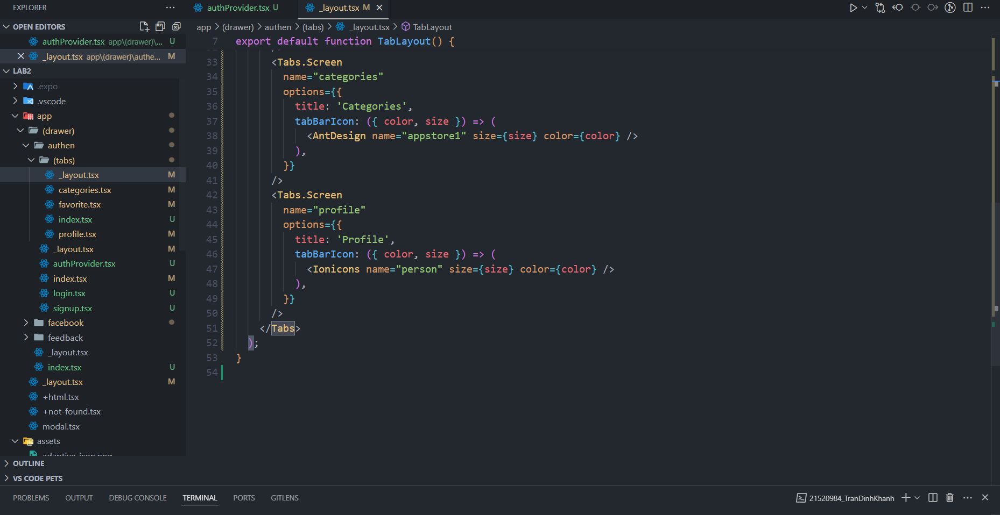 EXPLORER
OPEN EDITORS
authProvider.tsx app\(drawer)\... U
_layout.tsx app\(drawer)\authe... M
LAB2
.expo
.vscode
app
(drawer)
authen
(tabs)
_layout.tsx M
categories.tsx M
favorite.tsx M
index.tsx U
profile.tsx M
_layout.tsx M
authProvider.tsx U
index.tsx M
login.tsx U
signup.tsx U
facebook
feedback
_layout.tsx
index.tsx U
_layout.tsx M
+html.tsx
+not-found.tsx
modal.tsx
assets
OUTLINE
VS CODE PETS
authProvider.tsx U
_layout.tsx M
app > (drawer) > authen > (tabs) > _layout.tsx > TabLayout
7 export default function TabLayout() {
33 <Tabs.Screen
34 name="categories"
35 options={{
36 title: 'Categories',
37 tabBarIcon: ({ color, size }) => (
38 <AntDesign name="appstore1" size={size} color={color} />
39 ),
40 }}
41 />
42 <Tabs.Screen
43 name="profile"
44 options={{
45 title: 'Profile',
46 tabBarIcon: ({ color, size }) => (
47 <Ionicons name="person" size={size} color={color} />
48 ),
49 }}
50 />
51 </Tabs>
52 );
53 }
54
PROBLEMS OUTPUT DEBUG CONSOLE TERMINAL PORTS GITLENS
21520984_TranDinhKhanh